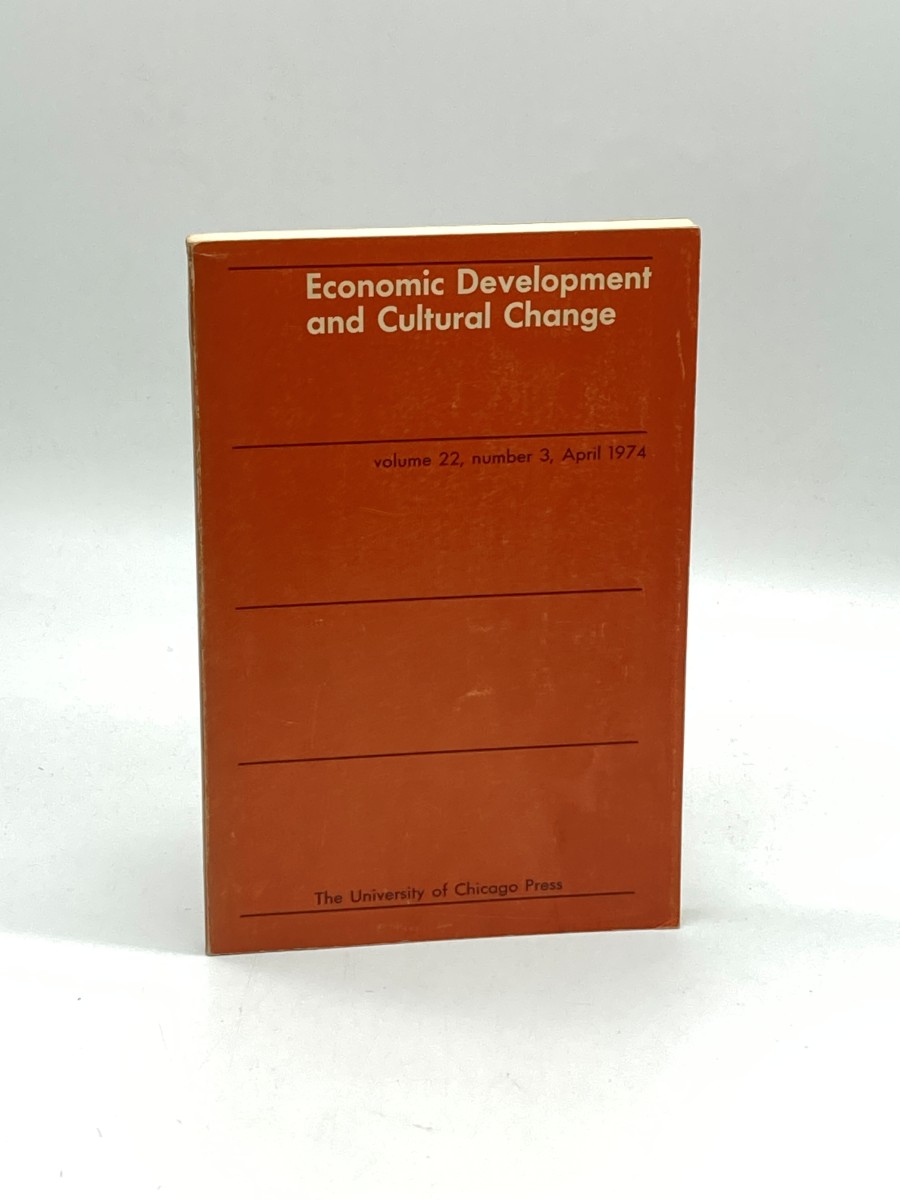 Economic Development
and Cultural Change
volume 22, number 3, April 1974
The University of Chicago Press